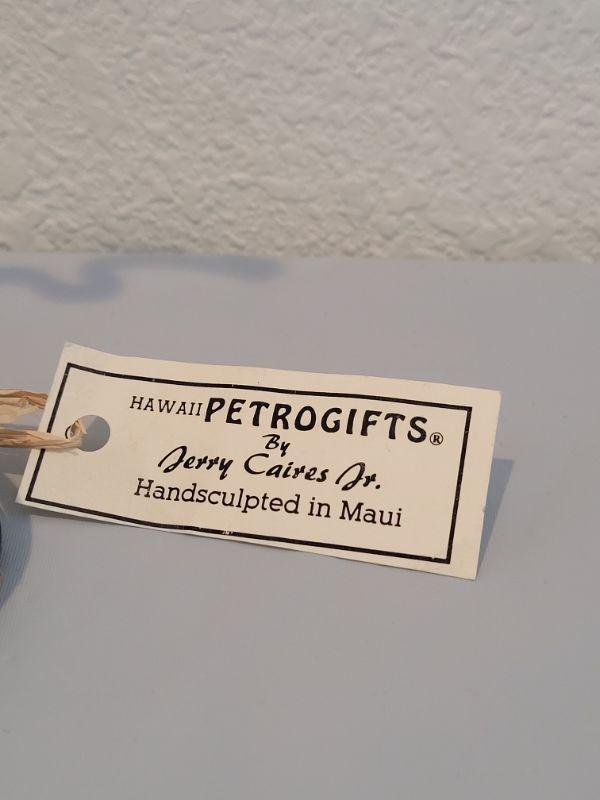 HAWAII PETROGIFTS®
By
Jerry Caires Jr.
Handsculpted in Maui